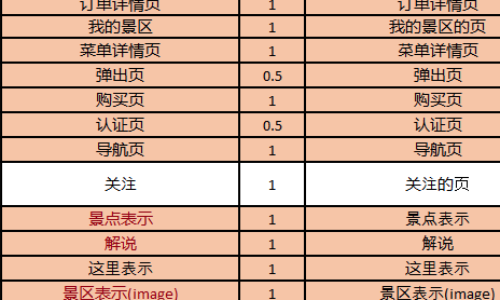 订单详情页 1 订单详情页
我的景区 1 我的景区的页
菜单详情页 1 菜单详情页
弹出页 0.5 弹出页
购买页 1 购买页
认证页 0.5 认证页
导航页 1 导航页
关注 1 关注的页
景点表示 1 景点表示
解说 1 解说
这里表示 1 这里表示
景区表示(image) 1 景区表示(image)